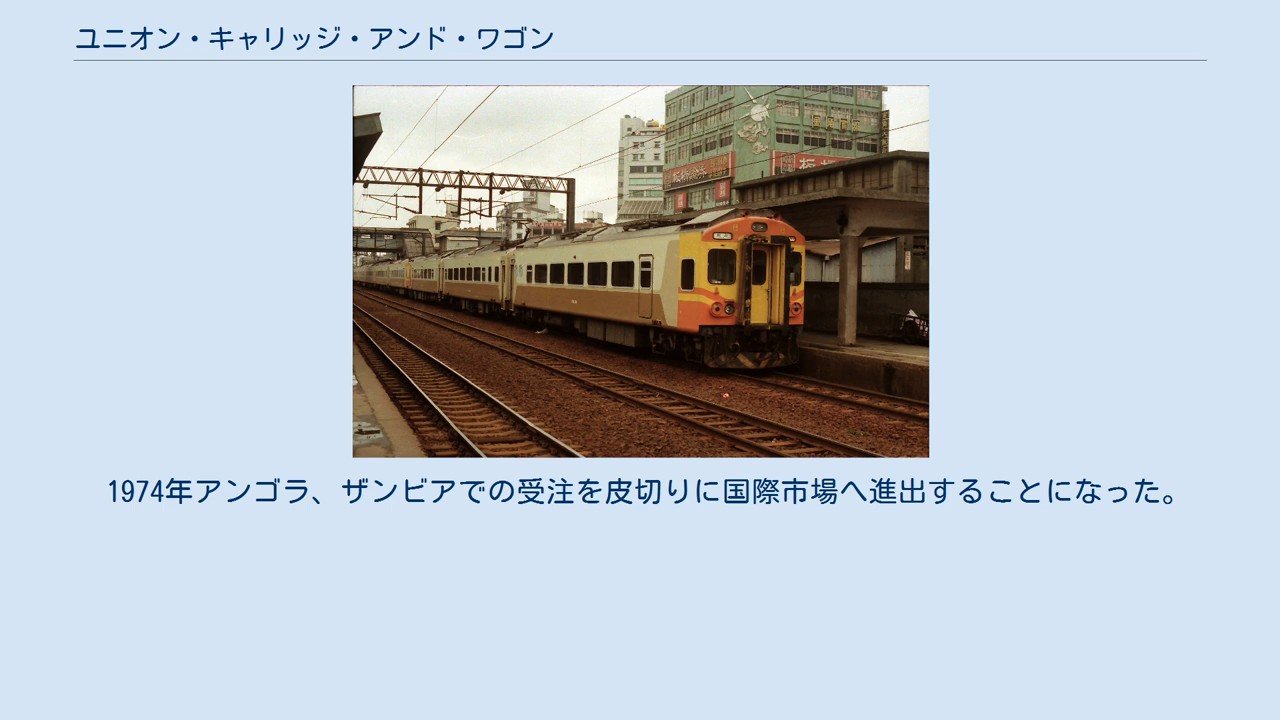 ユニオン・キャリッジ・アンド・ワゴン
1974年アンゴラ、ザンビアでの受注を皮切りに国際市場へ進出することになった。